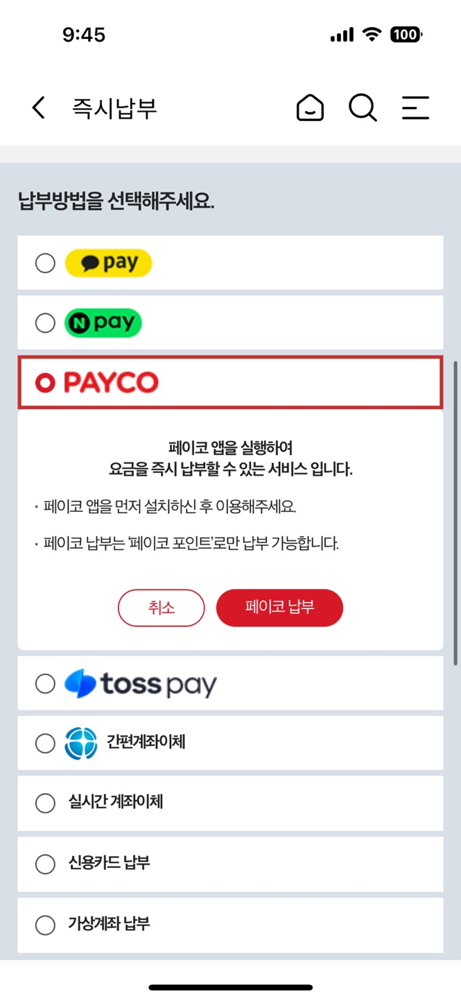 9:45
100
즉시납부
납부방법을 선택해주세요.
pay
N pay
PAYCO
페이코 앱을 실행하여
요금을 즉시 납부할 수 있는 서비스 입니다.
· 페이코 앱을 먼저 설치하신 후 이용해주세요.
· 페이코 납부는 '페이코 포인트'로만 납부 가능합니다.
취소
페이코 납부
toss pay
간편계좌이체
실시간 계좌이체
신용카드 납부
가상계좌 납부